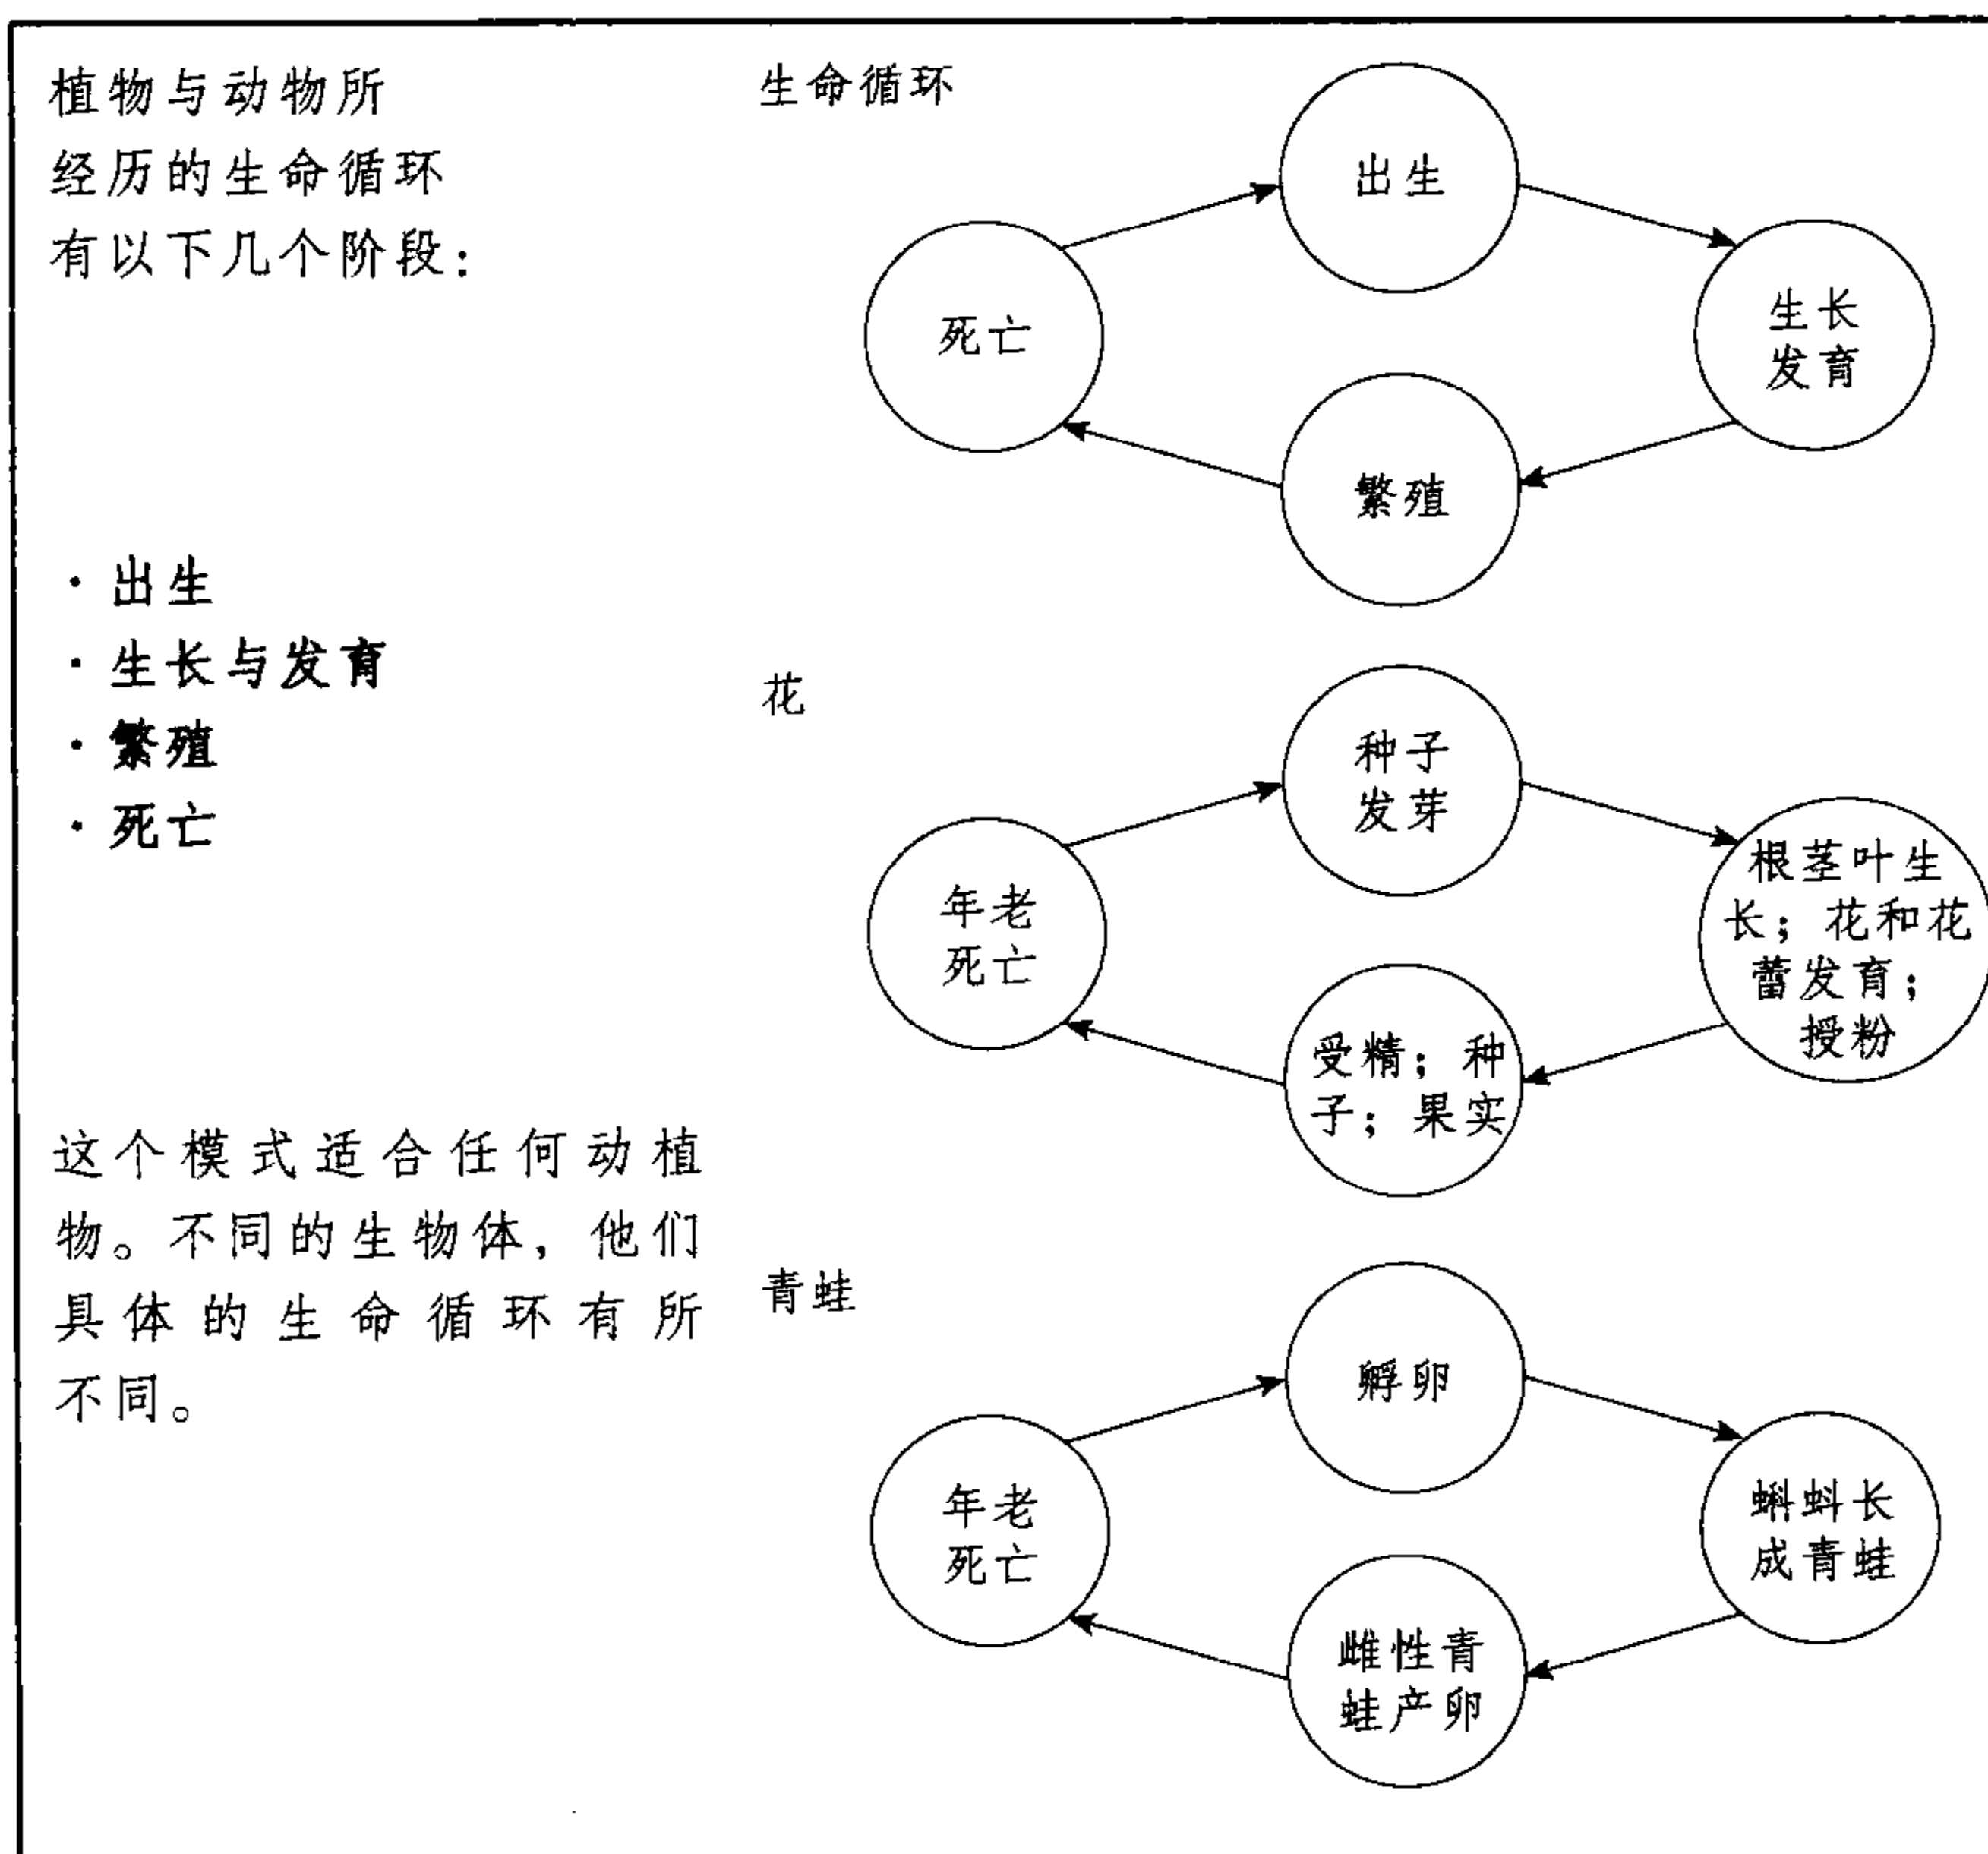 植物与动物所
经历的生命循环
有以下几个阶段：
· 出生
· 生长与发育
· 繁殖
· 死亡
这个模式适合任何动植
物。不同的生物体，他们
具体的生命循环有所
不同。
生命循环
出生
生长
发育
繁殖
死亡
花
种子
发芽
根茎叶生
长；花和花
蕾发育；
授粉
受精；种
子；果实
年老
死亡
青蛙
孵卵
蝌蚪长
成青蛙
雌性青
蛙产卵
年老
死亡